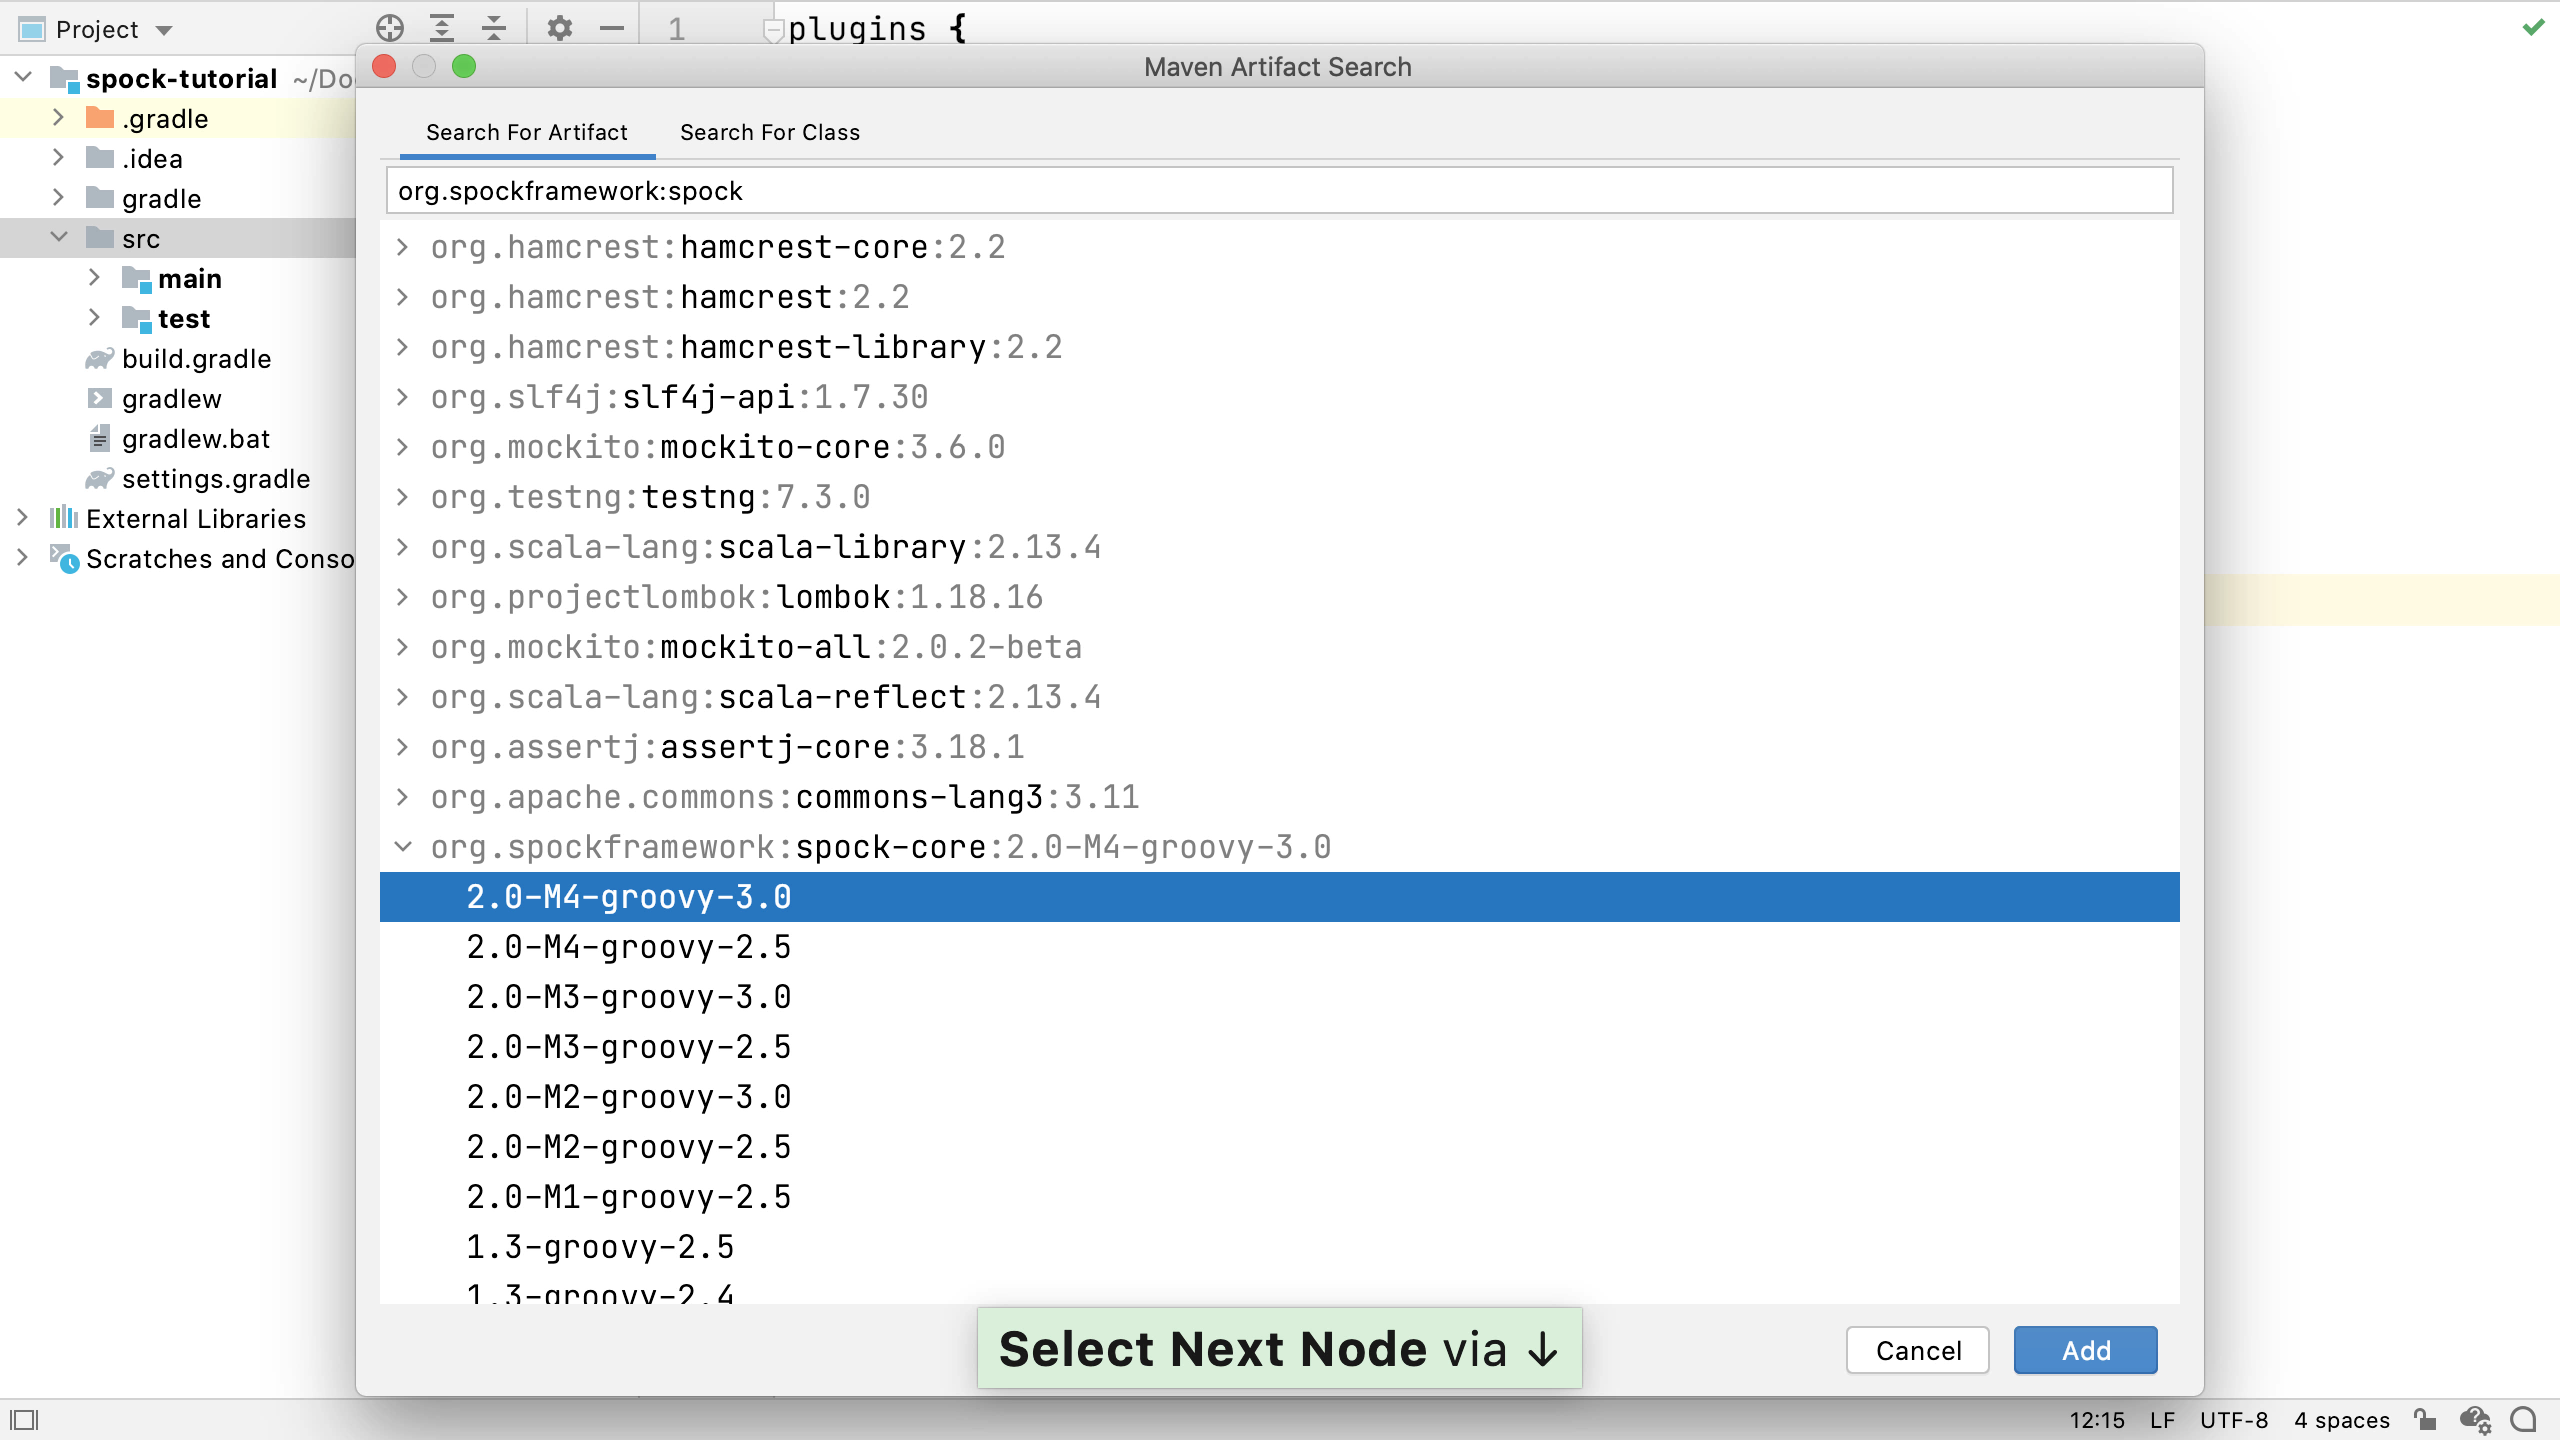 Project
1
plugins {
Maven Artifact Search
spock-tutorial ~/Do
.gradle
.idea
gradle
src
main
test
build.gradle
gradlew
gradlew.bat
settings.gradle
External Libraries
Scratches and Conso
Search For Artifact
Search For Class
org.spockframework:spock
org.hamcrest:hamcrest-core:2.2
org.hamcrest:hamcrest:2.2
org.hamcrest:hamcrest-library:2.2
org.slf4j:slf4j-api:1.7.30
org.mockito:mockito-core:3.6.0
org.testng:testng:7.3.0
org.scala-lang:scala-library:2.13.4
org.projectlombok:lombok:1.18.16
org.mockito:mockito-all:2.0.2-beta
org.scala-lang:scala-reflect:2.13.4
org.assertj:assertj-core:3.18.1
org.apache.commons:commons-lang3:3.11
org.spockframework:spock-core:2.0-M4-groovy-3.0
2.0-M4-groovy-3.0
2.0-M4-groovy-2.5
2.0-M3-groovy-3.0
2.0-M3-groovy-2.5
2.0-M2-groovy-3.0
2.0-M2-groovy-2.5
2.0-M1-groovy-2.5
1.3-groovy-2.5
1.3-groovy-2.4
Select Next Node via ↓
Cancel
Add
12:15 LF UTF-8 4 spaces